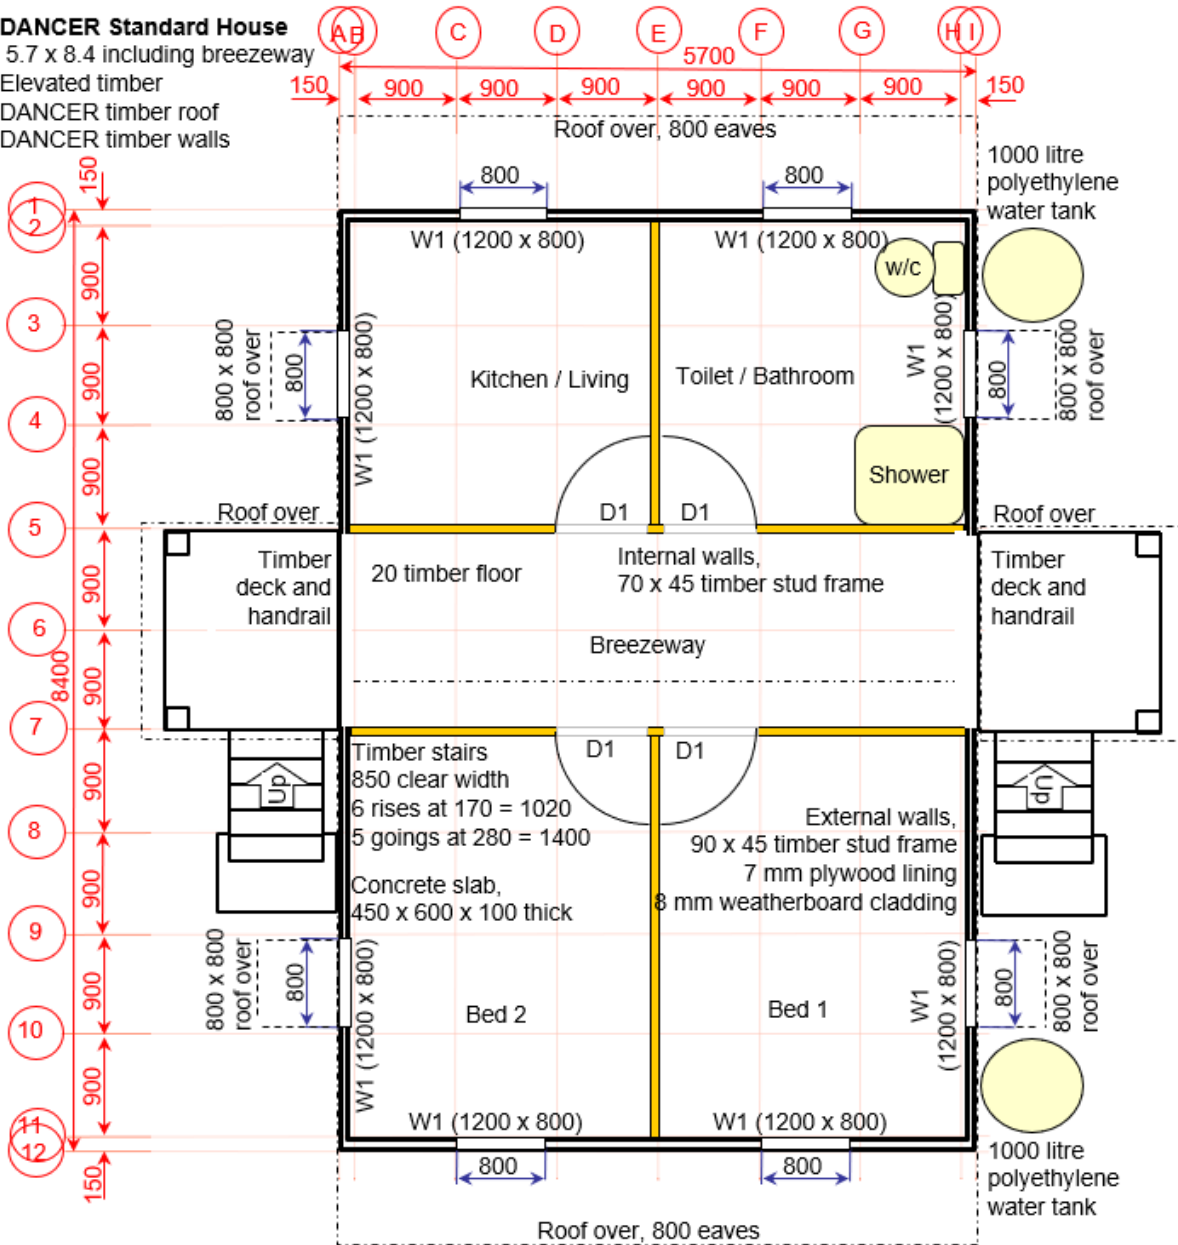 DANCER Standard House
5.7 x 8.4 including breezeway
Elevated timber
DANCER timber roof
DANCER timber walls
A
B
C
D
E
F
G
H
I
5700
150
900
900
900
900
900
900
150
Roof over, 800 eaves
1000 litre
polyethylene
water tank
150
1
2
800
800
W1 (1200 x 800)
W1 (1200 x 800)
w/c
900
3
800 x 800
roof over
800
W1 (1200 x 800)
Kitchen / Living
Toilet / Bathroom
W1
(1200 x 800)
800
800 x 800
roof over
900
4
900
Shower
5
Roof over
D1
D1
Roof over
Timber
deck and
handrail
20 timber floor
Internal walls,
70 x 45 timber stud frame
Timber
deck and
handrail
900
6
Breezeway
8400
900
7
Up
Timber stairs
850 clear width
6 rises at 170 = 1020
5 goings at 280 = 1400
D1
D1
Up
900
8
External walls,
90 x 45 timber stud frame
7 mm plywood lining
8 mm weatherboard cladding
Concrete slab,
450 x 600 x 100 thick
900
9
800 x 800
roof over
800
W1 (1200 x 800)
Bed 2
Bed 1
W1
(1200 x 800)
800
800 x 800
roof over
900
10
900
11
12
W1 (1200 x 800)
W1 (1200 x 800)
800
800
150
1000 litre
polyethylene
water tank
Roof over, 800 eaves